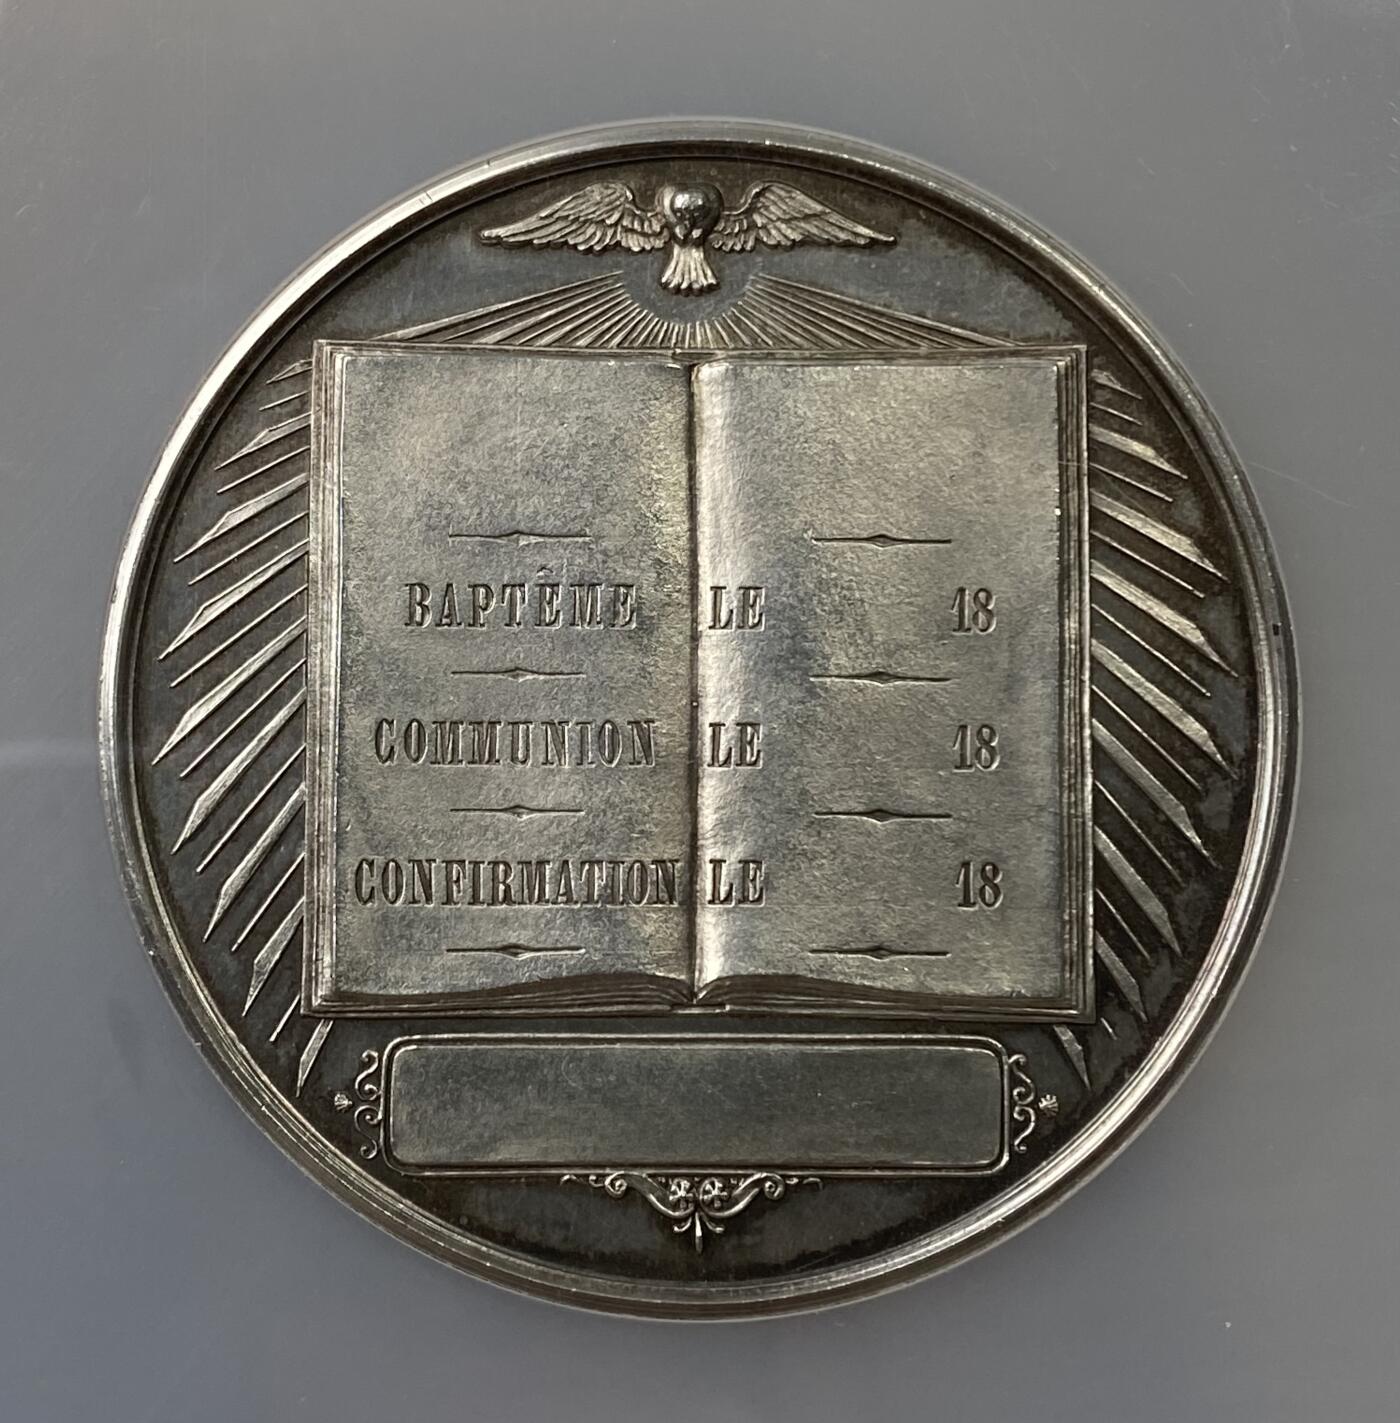 BAPTÊME LE 18
COMMUNION LE 18
CONFIRMATION LE 18